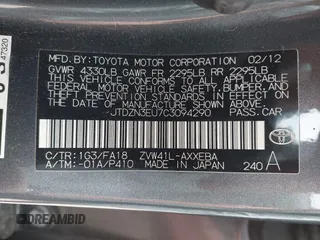 47320
MFD. BY: TOYOTA MOTOR CORPORATION 02/12
GVWR 4330LB GAWR FR 2295LB RR 2295LB
THIS VEHICLE CONFORMS TO ALL APPLICABLE
FEDERAL MOTOR VEHICLE SAFETY, BUMPER, AND
THEFT PREVENTION STANDARDS IN EFFECT ON
THE DATE OF MANUFACTURE SHOWN ABOVE.
JTDZN3EU7C3094290
PASS. CAR
C/TR: 1G3/FA18 ZVW41L-AXXEBA
A/TM: -01A/P410 MADE IN JAPAN 240 A
DREAMBID